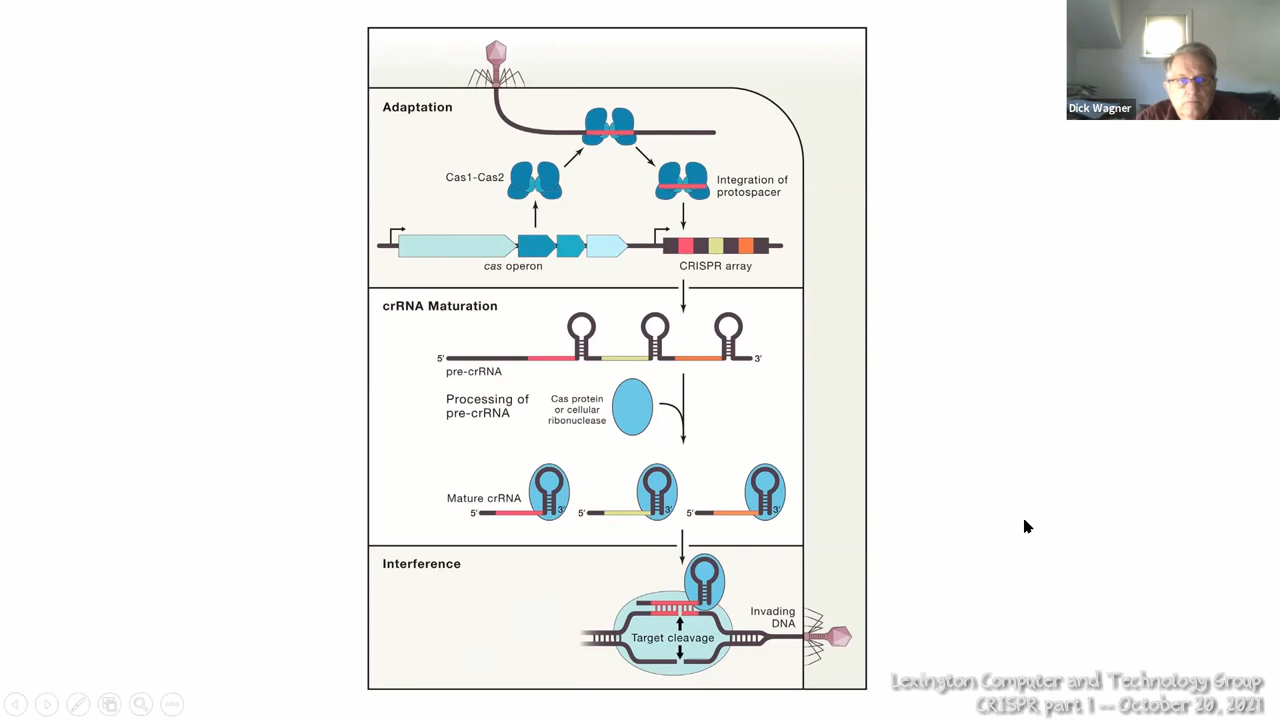 Dick Wagner
Adaptation
Cas1-Cas2
Integration of
protospacer
cas operon
CRISPR array
crRNA Maturation
5′
3′
pre-crRNA
Processing of
pre-crRNA
Cas protein
or cellular
ribonuclease
Mature crRNA
5′
3′
5′
3′
5′
3′
Interference
Invading
DNA
Target cleavage
Lexington Computer and Technology Group
CRISPR part 1 -- October 20, 2021